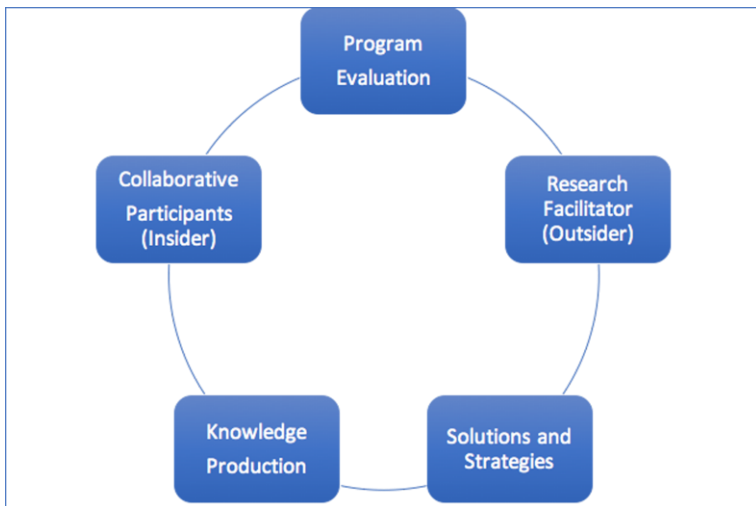 Program
Evaluation
Research
Facilitator
(Outsider)
Solutions and
Strategies
Knowledge
Production
Collaborative
Participants
(Insider)